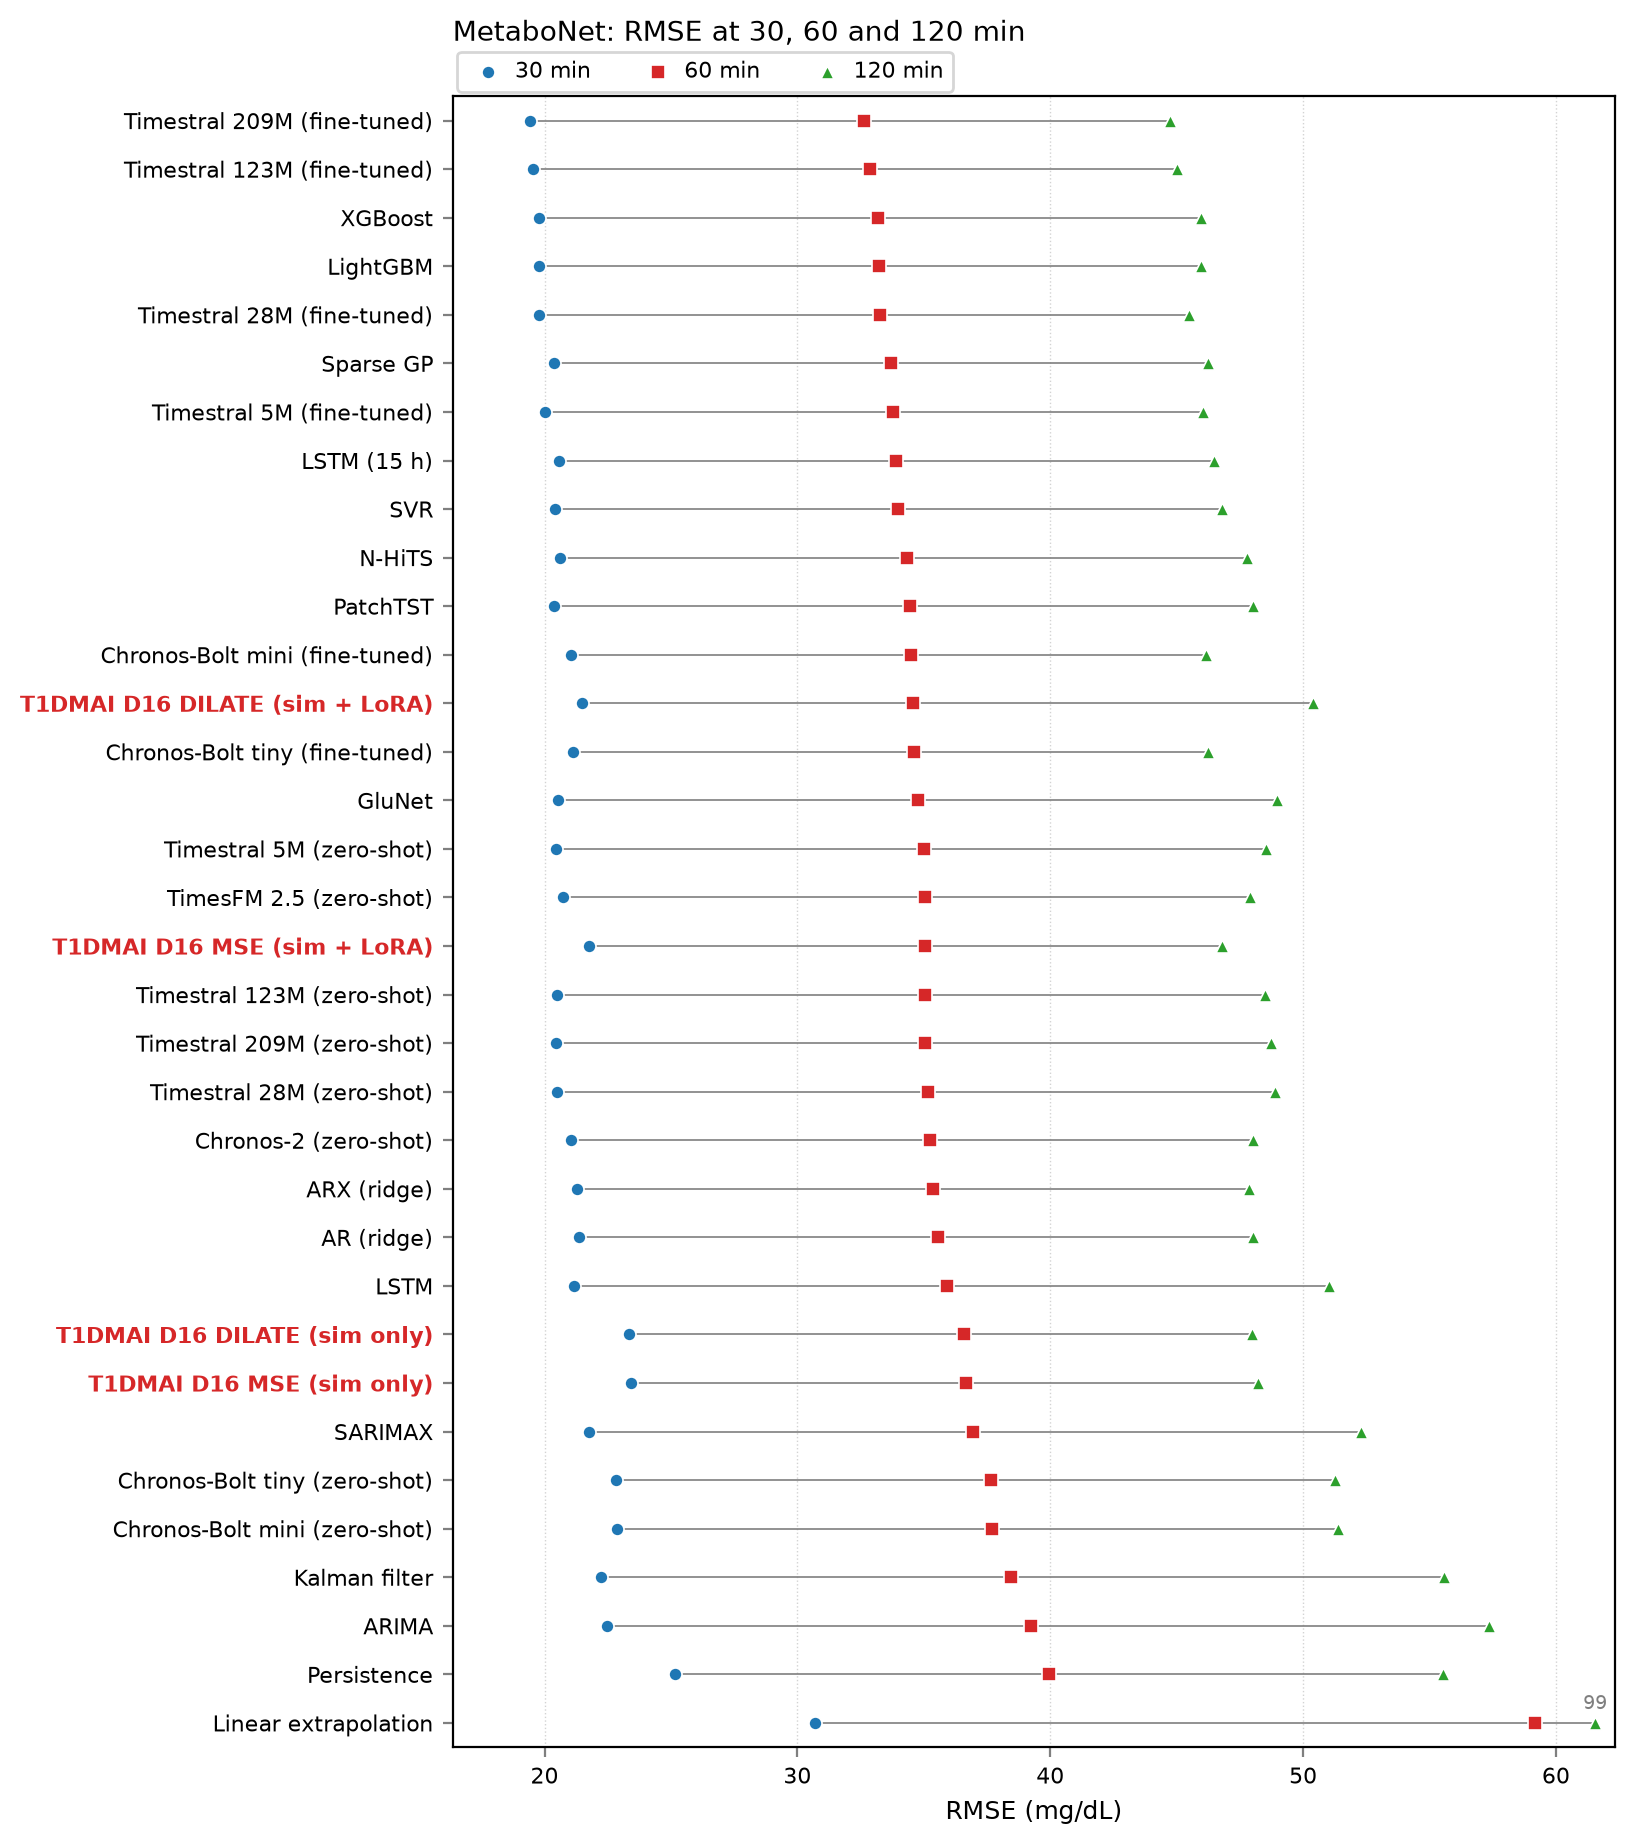 MetaboNet: RMSE at 30, 60 and 120 min
30 min
60 min
120 min
Timestral 209M (fine-tuned)
Timestral 123M (fine-tuned)
XGBoost
LightGBM
Timestral 28M (fine-tuned)
Sparse GP
Timestral 5M (fine-tuned)
LSTM (15 h)
SVR
N-HiTS
PatchTST
Chronos-Bolt mini (fine-tuned)
T1DMAI D16 DILATE (sim + LoRA)
Chronos-Bolt tiny (fine-tuned)
GluNet
Timestral 5M (zero-shot)
TimesFM 2.5 (zero-shot)
T1DMAI D16 MSE (sim + LoRA)
Timestral 123M (zero-shot)
Timestral 209M (zero-shot)
Timestral 28M (zero-shot)
Chronos-2 (zero-shot)
ARX (ridge)
AR (ridge)
LSTM
T1DMAI D16 DILATE (sim only)
T1DMAI D16 MSE (sim only)
SARIMAX
Chronos-Bolt tiny (zero-shot)
Chronos-Bolt mini (zero-shot)
Kalman filter
ARIMA
Persistence
99
Linear extrapolation
20
30
40
50
60
RMSE (mg/dL)